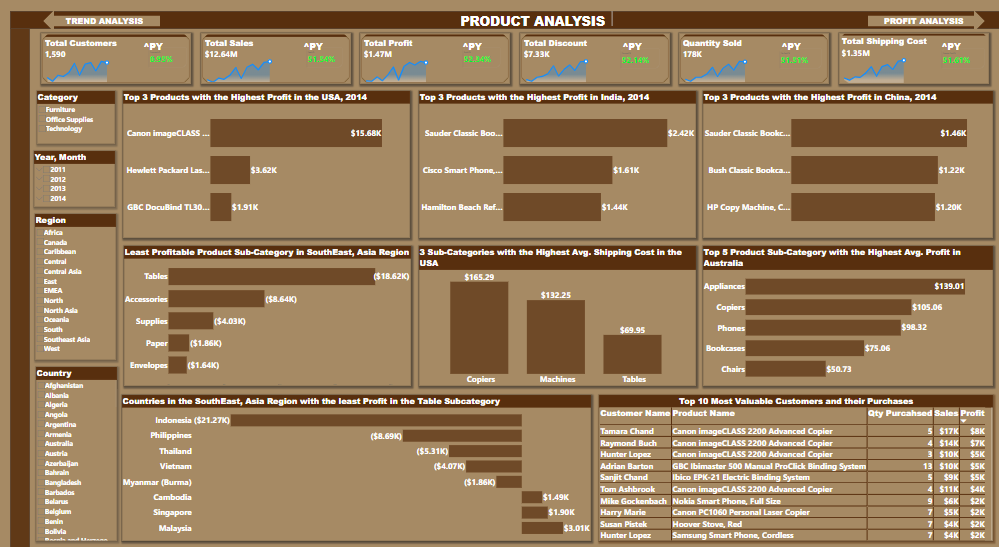 TREND ANALYSIS
PRODUCT ANALYSIS
PROFIT ANALYSIS
Total Customers ^PY
1,590
Total Sales ^PY
$12.64M
Total Profit ^PY
$1.47M
Total Discount ^PY
$7.33K
Quantity Sold ^PY
178K
Total Shipping Cost ^PY
$1.35M
Category
Furniture
Office Supplies
Technology
Year, Month
2011
2012
2013
2014
Region
Africa
Canada
Caribbean
Central
Central Asia
East
EMEA
North
North Asia
Oceania
South
Southeast Asia
West
Country
Afghanistan
Albania
Algeria
Angola
Argentina
Armenia
Australia
Austria
Azerbaijan
Bahrain
Bangladesh
Barbados
Belarus
Belgium
Benin
Bolivia
Top 3 Products with the Highest Profit in the USA, 2014
Canon imageCLASS ... $15.68K
Hewlett Packard Las... $3.62K
GBC DocuBind TL30... $1.91K
Top 3 Products with the Highest Profit in India, 2014
Sauder Classic Boo... $2.42K
Cisco Smart Phone,... $1.61K
Hamilton Beach Ref... $1.44K
Top 3 Products with the Highest Profit in China, 2014
Sauder Classic Bookc... $1.46K
Bush Classic Bookca... $1.22K
HP Copy Machine, C... $1.20K
Least Profitable Product Sub-Category in SouthEast, Asia Region
Tables ($18.62K)
Accessories ($8.64K)
Supplies ($4.03K)
Paper ($1.86K)
Envelopes ($1.64K)
3 Sub-Categories with the Highest Avg. Shipping Cost in the
USA
$165.29
$132.25
$69.95
Copiers Machines Tables
Top 5 Product Sub-Category with the Highest Avg. Profit in
Australia
Appliances $139.01
Copiers $105.06
Phones $98.32
Bookcases $75.06
Chairs $50.73
Countries in the SouthEast, Asia Region with the least Profit in the Table Subcategory
Indonesia ($21.27K)
Philippines ($8.69K)
Thailand ($5.31K)
Vietnam ($4.07K)
Myanmar (Burma) ($1.86K)
Cambodia $1.49K
Singapore $1.90K
Malaysia $3.01K
Top 10 Most Valuable Customers and their Purchases
Customer Name Product Name Qty Purcahsed Sales Profit
Tamara Chand Canon imageCLASS 2200 Advanced Copier 5 $17K $8K
Raymond Buch Canon imageCLASS 2200 Advanced Copier 4 $14K $7K
Hunter Lopez Canon imageCLASS 2200 Advanced Copier 3 $10K $5K
Adrian Barton GBC Ibimaster 500 Manual ProClick Binding System 13 $10K $5K
Sanjit Chand Ibico EPK-21 Electric Binding System 5 $9K $5K
Tom Ashbrook Canon imageCLASS 2200 Advanced Copier 4 $11K $4K
Mike Gockenbach Nokia Smart Phone, Full Size 9 $6K $2K
Harry Marie Canon PC1060 Personal Laser Copier 7 $5K $2K
Susan Pistek Hoover Stove, Red 7 $4K $2K
Hunter Lopez Samsung Smart Phone, Cordless 7 $4K $2K